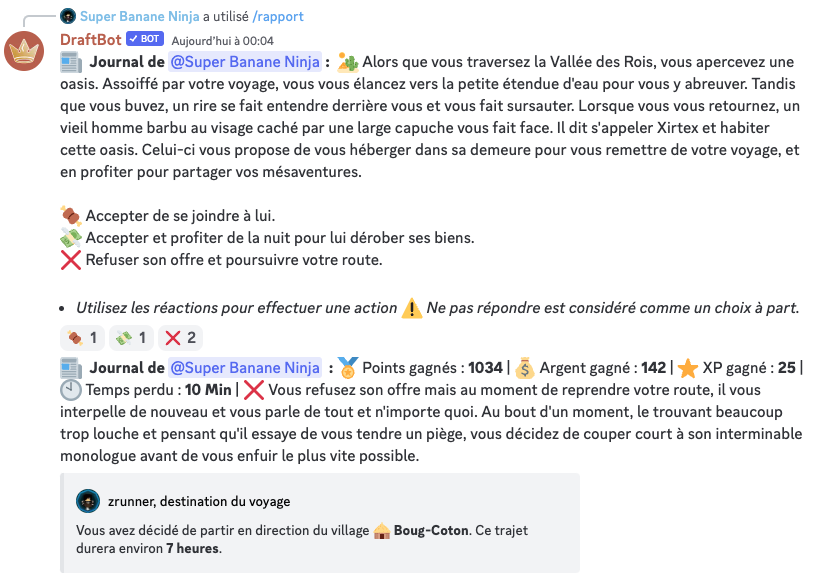 Super Banane Ninja a utilisé /rapport
DraftBot ✓ BOT Aujourd'hui à 00:04
📰 Journal de @Super Banane Ninja : 🏜️ Alors que vous traversez la Vallée des Rois, vous apercevez une
oasis. Assoiffé par votre voyage, vous vous élancez vers la petite étendue d'eau pour vous y abreuver. Tandis
que vous buvez, un rire se fait entendre derrière vous et vous fait sursauter. Lorsque vous vous retournez, un
vieil homme barbu au visage caché par une large capuche vous fait face. Il dit s'appeler Xirtex et habiter
cette oasis. Celui-ci vous propose de vous héberger dans sa demeure pour vous remettre de votre voyage, et
en profiter pour partager vos mésaventures.
🍖 Accepter de se joindre à lui.
💸 Accepter et profiter de la nuit pour lui dérober ses biens.
❌ Refuser son offre et poursuivre votre route.
• Utilisez les réactions pour effectuer une action ⚠️ Ne pas répondre est considéré comme un choix à part.
🍖 1 💸 1 ❌ 2
📰 Journal de @Super Banane Ninja : 🏅 Points gagnés : 1034 | 💰 Argent gagné : 142 | ⭐ XP gagné : 25 |
🕙 Temps perdu : 10 Min | ❌ Vous refusez son offre mais au moment de reprendre votre route, il vous
interpelle de nouveau et vous parle de tout et n'importe quoi. Au bout d'un moment, le trouvant beaucoup
trop louche et pensant qu'il essaye de vous tendre un piège, vous décidez de couper court à son interminable
monologue avant de vous enfuir le plus vite possible.
zrunner, destination du voyage
Vous avez décidé de partir en direction du village 🛖 Boug-Coton. Ce trajet
durera environ 7 heures.